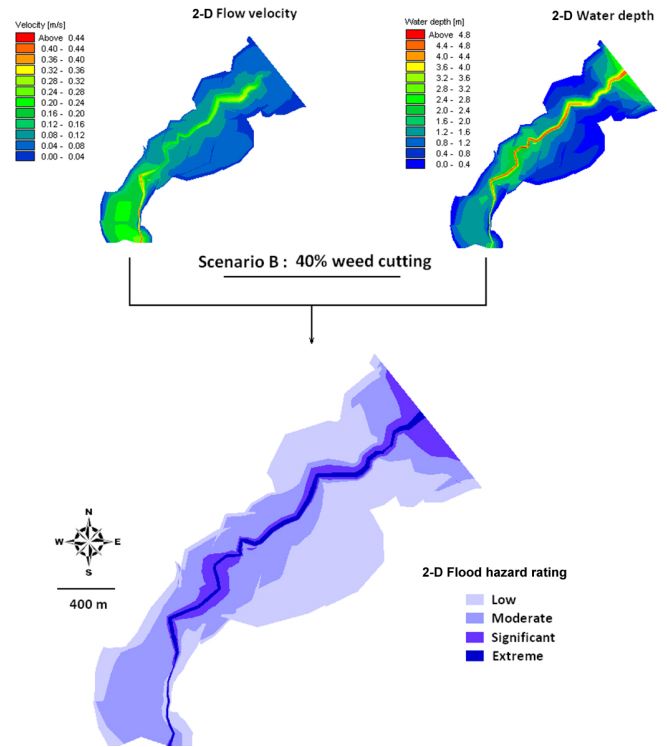 2-D Flow velocity
Velocity [m/s]
Above 0.44
0.40 - 0.44
0.36 - 0.40
0.32 - 0.36
0.28 - 0.32
0.24 - 0.28
0.20 - 0.24
0.16 - 0.20
0.12 - 0.16
0.08 - 0.12
0.04 - 0.08
0.00 - 0.04
2-D Water depth
Water depth [m]
Above 4.8
4.4 - 4.8
4.0 - 4.4
3.6 - 4.0
3.2 - 3.6
2.8 - 3.2
2.4 - 2.8
2.0 - 2.4
1.6 - 2.0
1.2 - 1.6
0.8 - 1.2
0.4 - 0.8
0.0 - 0.4
Scenario B : 40% weed cutting
N
W E
S
400 m
2-D Flood hazard rating
Low
Moderate
Significant
Extreme